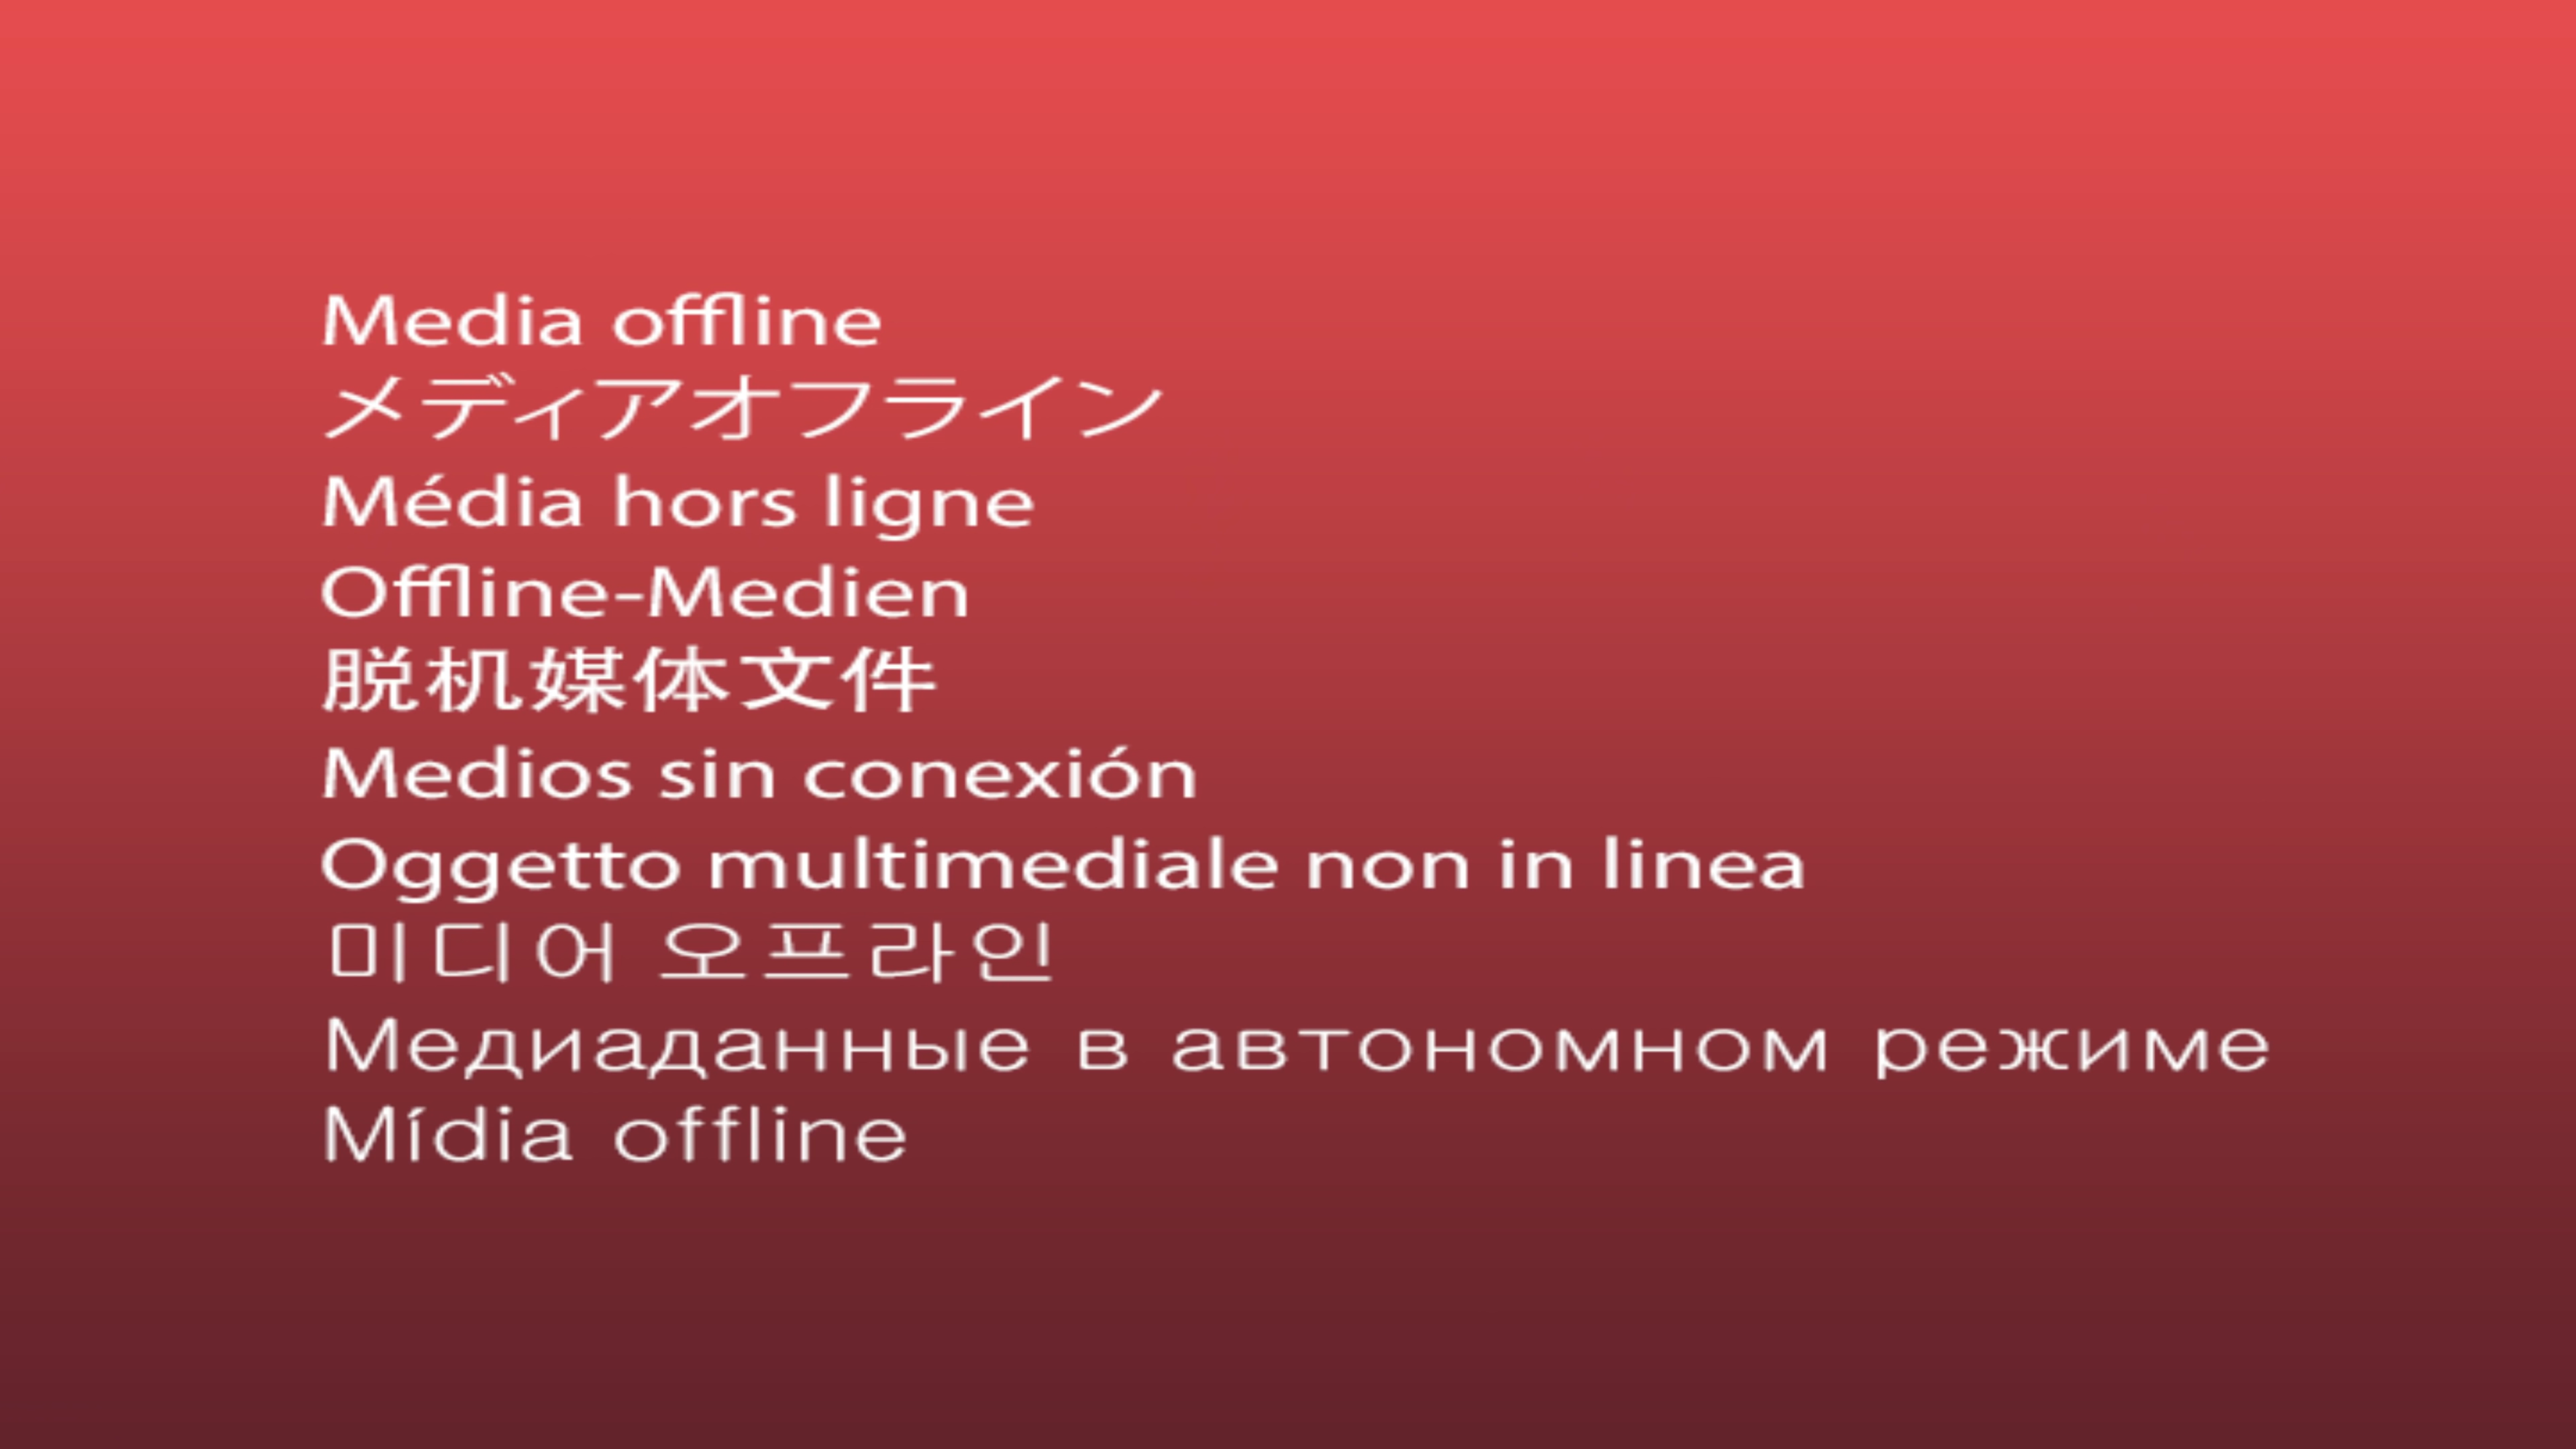 Media offline
メディアオフライン
Média hors ligne
Offline-Medien
脱机媒体文件
Medios sin conexión
Oggetto multimediale non in linea
미디어 오프라인
Медиаданные в автономном режиме
Mídia offline